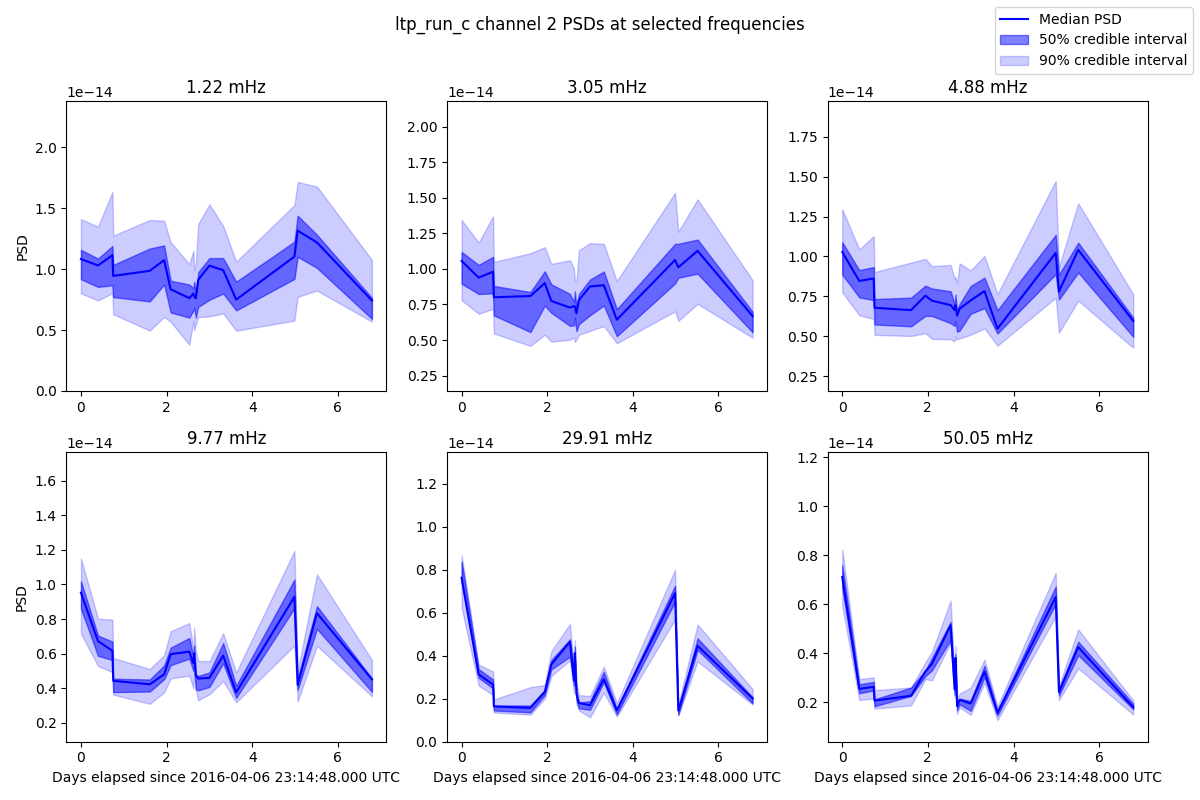 ltp_run_c channel 2 PSDs at selected frequencies
Median PSD
50% credible interval
90% credible interval
1.22 mHz
1e−14
PSD
2.0
1.5
1.0
0.5
0.0
0 2 4 6
3.05 mHz
1e−14
2.00
1.75
1.50
1.25
1.00
0.75
0.50
0.25
0 2 4 6
4.88 mHz
1e−14
1.75
1.50
1.25
1.00
0.75
0.50
0.25
0 2 4 6
9.77 mHz
1e−14
PSD
1.6
1.4
1.2
1.0
0.8
0.6
0.4
0.2
0 2 4 6
Days elapsed since 2016-04-06 23:14:48.000 UTC
29.91 mHz
1e−14
1.2
1.0
0.8
0.6
0.4
0.2
0.0
0 2 4 6
Days elapsed since 2016-04-06 23:14:48.000 UTC
50.05 mHz
1e−14
1.2
1.0
0.8
0.6
0.4
0.2
0 2 4 6
Days elapsed since 2016-04-06 23:14:48.000 UTC